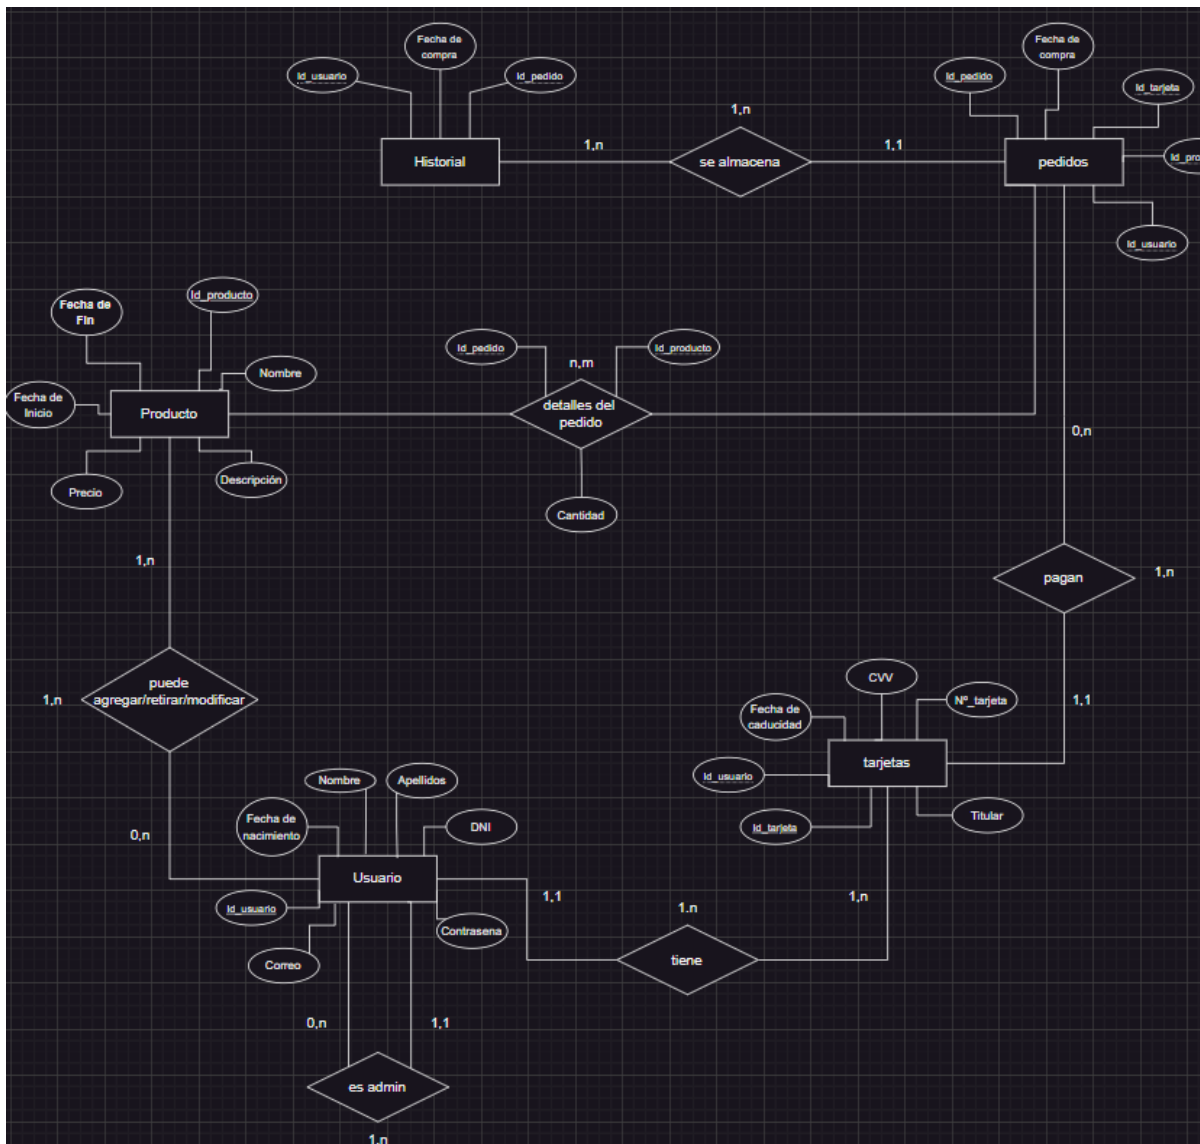 Fecha de
compra
Id_usuario
Id_pedido
Historial
1,n
1,n
se almacena
1,1
Fecha de
compra
Id_pedido
Id_tarjeta
pedidos
Id_pro
Id_usuario
Fecha de
Fin
Id_producto
Nombre
Fecha de
Inicio
Producto
Precio
Descripción
Id_pedido
n,m
Id_producto
detalles del
pedido
Cantidad
0,n
1,n
pagan
1,n
1,1
1,n
puede
agregar/retirar/modificar
0,n
CVV
Fecha de
caducidad
Nº_tarjeta
tarjetas
Id_usuario
Id_tarjeta
Titular
Nombre
Apellidos
Fecha de
nacimiento
DNI
Usuario
Id_usuario
Contrasena
Correo
1,1
1.n
1,n
tiene
0,n
1,1
es admin
1,n